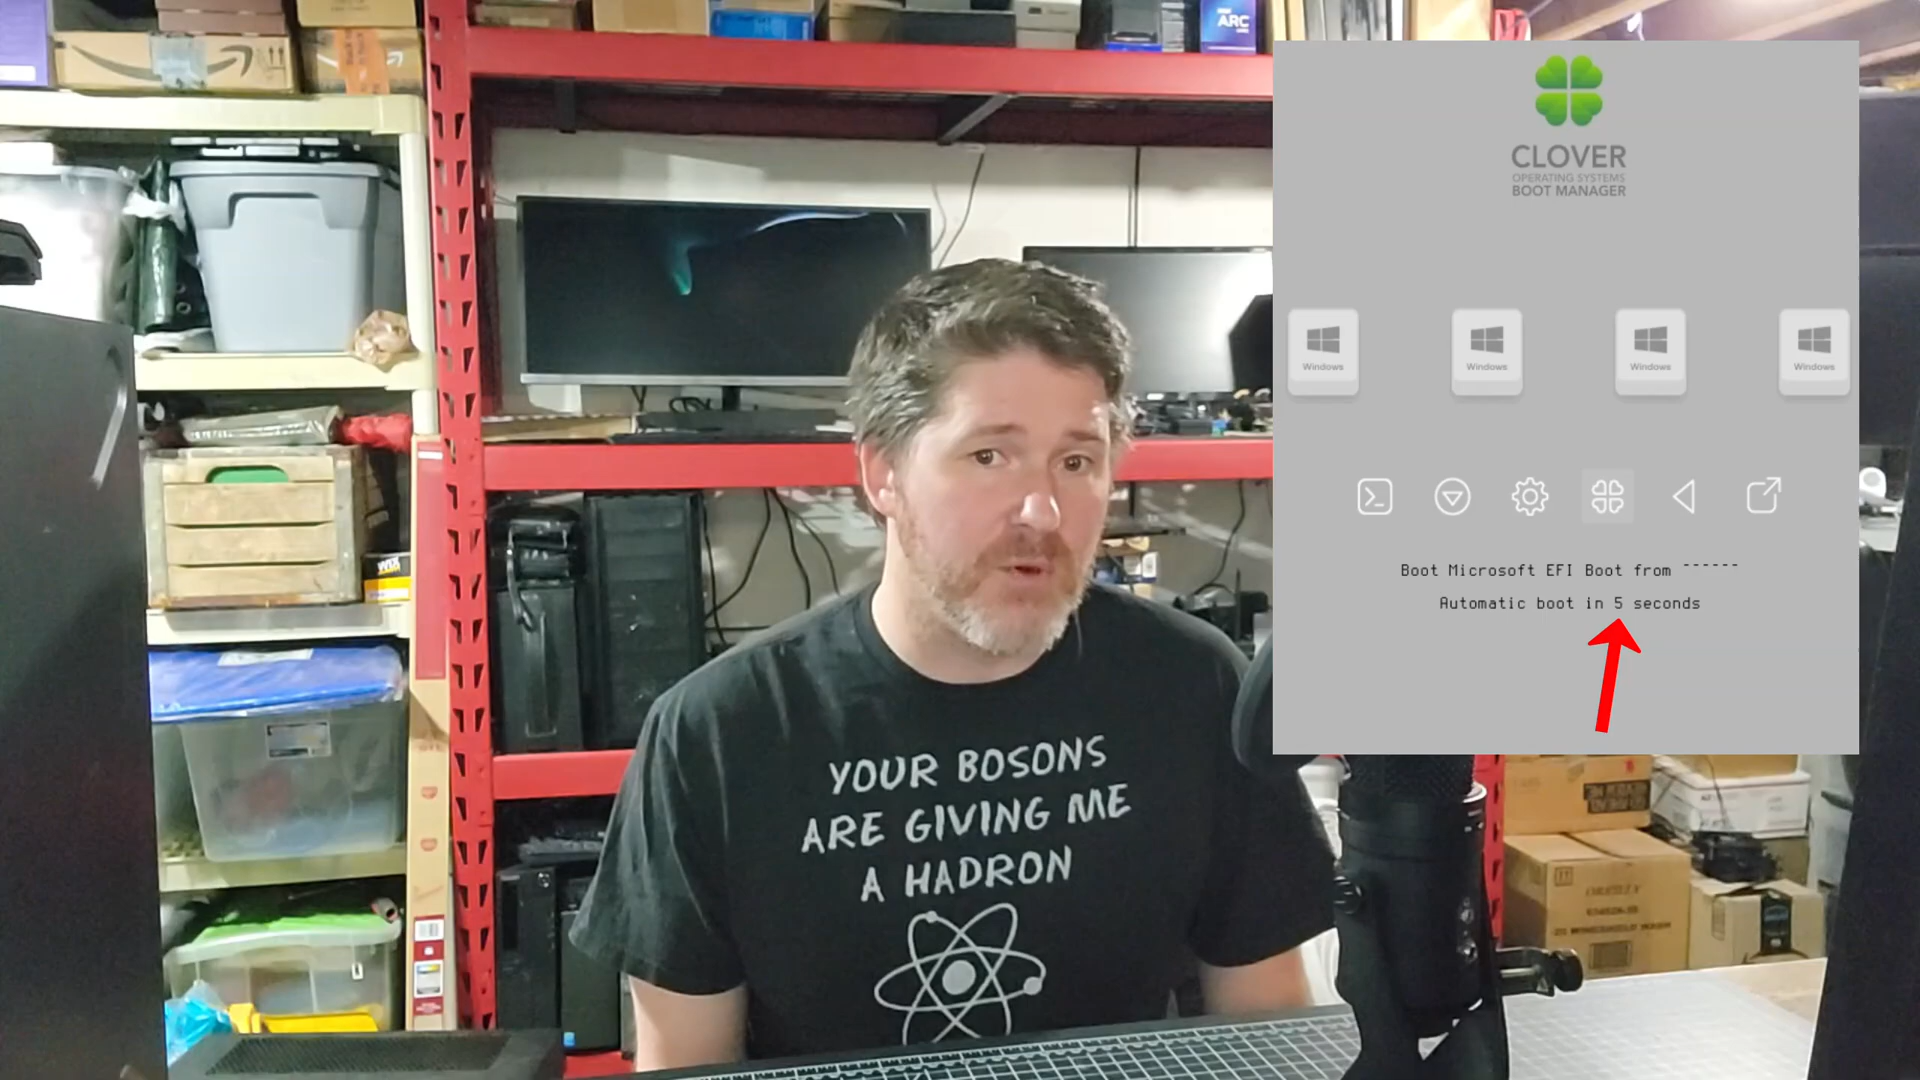 ARC
WIX
YOUR BOSONS
ARE GIVING ME
A HADRON
CLOVER
OPERATING SYSTEMS
BOOT MANAGER
Windows
Windows
Windows
Windows
Boot Microsoft EFI Boot from ------
Automatic boot in 5 seconds